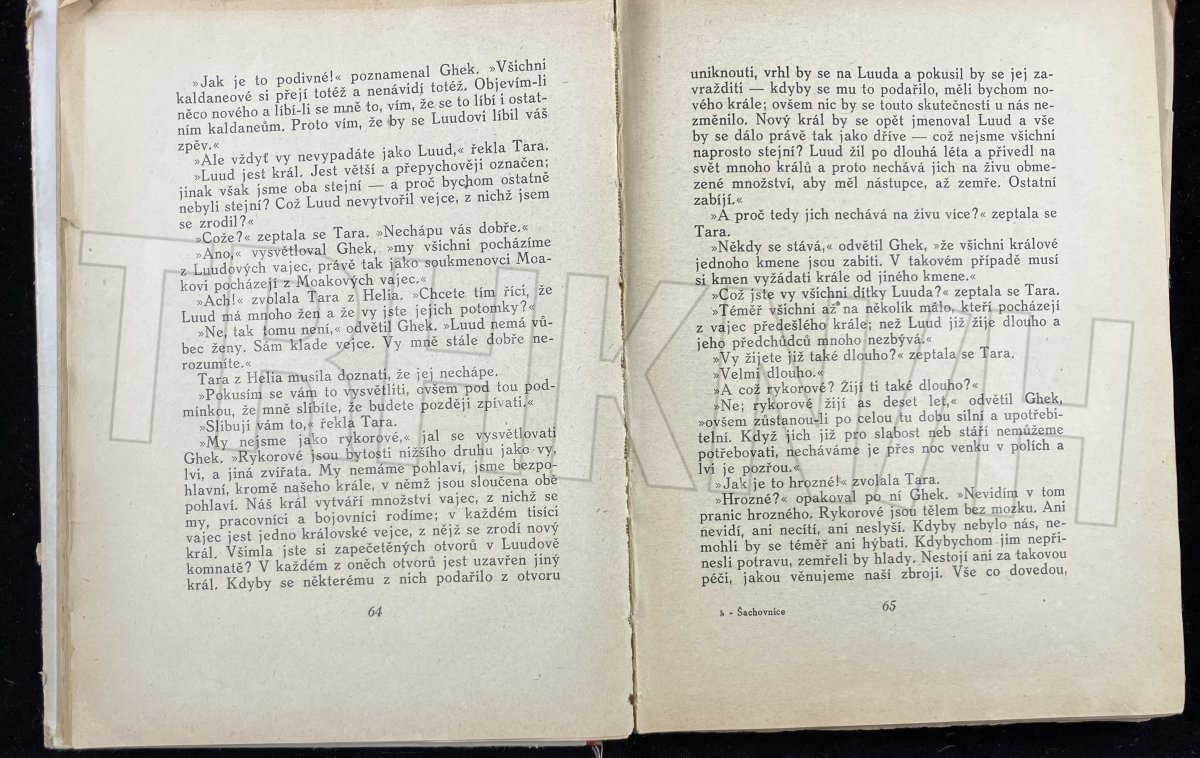 »Jak je to podivné!« poznamenal Ghek. »Všichni
kaldaneové si přejí totéž a nenávidí totéž. Objevím-li
něco nového a líbí-li se mně to, vím, že se to líbí i ostat-
ním kaldaneům. Proto vím, že by se Luudovi líbil váš
zpěv.«
»Ale vždyť vy nevypadáte jako Luud,« řekla Tara.
»Luud jest král. Jest větší a přepychověji označen;
jinak však jsme oba stejní — a proč bychom ostatně
nebyli stejní? Což Luud nevytvořil vejce, z nichž jsem
se zrodil?«
»Cože?« zeptala se Tara. »Nechápu vás dobře.«
»Ano,« vysvětloval Ghek, »my všichni pocházíme
z Luudových vajec, právě tak jako soukmenovci Moa-
kovi pocházejí z Moakových vajec.«
»Ach!« zvolala Tara z Helia. »Chcete tím říci, že
Luud má mnoho žen a že vy jste jejich potomky?«
»Ne, tak tomu není,« odvětil Ghek. »Luud nemá vů-
bec ženy. Sám klade vejce. Vy mně stále dobře ne-
rozumíte.«
Tara z Helia musila doznati, že jej nechápe.
»Pokusím se vám to vysvětliti, ovšem pod tou pod-
mínkou, že mně slíbíte, že budete později zpívati.«
»Slibuji vám to,« řekla Tara.
»My nejsme jako rykorové,« jal se vysvětlovati
Ghek. »Rykorové jsou bytosti nižšího druhu jako vy,
lvi, a jiná zvířata. My nemáme pohlaví, jsme bezpo-
hlavní, kromě našeho krále, v němž jsou sloučena obě
pohlaví. Náš král vytváří množství vajec, z nichž se
my, pracovníci a bojovníci rodíme; v každém tisíci
vajec jest jedno královské vejce, z nějž se zrodí nový
král. Všimla jste si zapečetěných otvorů v Luudově
komnatě? V každém z oněch otvorů jest uzavřen jiný
král. Kdyby se některému z nich podařilo z otvoru
64
uniknouti, vrhl by se na Luuda a pokusil by se jej za-
vražditi — kdyby se mu to podařilo, měli bychom no-
vého krále; ovšem nic by se touto skutečností u nás ne-
změnilo. Nový král by se opět jmenoval Luud a vše
by se dálo právě tak jako dříve — což nejsme všichni
naprosto stejní? Luud žil po dlouhá léta a přivedl na
svět mnoho králů a proto nechává jich na živu obme-
zené množství, aby měl nástupce, až zemře. Ostatní
zabíjí.«
»A proč tedy jich nechává na živu více?« zeptala se
Tara.
»Někdy se stává,« odvětil Ghek, »že všichni králové
jednoho kmene jsou zabiti. V takovém případě musí
si kmen vyžádati krále od jiného kmene.«
»Což jste vy všichni dítky Luuda?« zeptala se Tara.
»Téměř všichni až na několik málo, kteří pocházejí
z vajec předešlého krále; než Luud již žije dlouho a
jeho předchůdců mnoho nezbývá.«
»Vy žijete již také dlouho?« zeptala se Tara.
»Velmi dlouho.«
»A což rykorové? Žijí ti také dlouho?«
»Ne; rykorové žijí as deset let,« odvětil Ghek,
»ovšem zůstanou-li po celou tu dobu silní a upotřebi-
telní. Když jich již pro slabost neb stáří nemůžeme
potřebovati, necháváme je přes noc venku v polích a
lvi je pozřou.«
»Jak je to hrozné!« zvolala Tara.
»Hrozné?« opakoval po ní Ghek. »Nevidím v tom
pranic hrozného. Rykorové jsou tělem bez mozku. Ani
nevidí, ani necítí, ani neslyší. Kdyby nebylo nás, ne-
mohli by se téměř ani hýbati. Kdybychom jim nepři-
nesli potravu, zemřeli by hlady. Nestojí ani za takovou
péči, jakou věnujeme naší zbroji. Vše co dovedou,
5 - Šachovnice
65
TRHKNIH